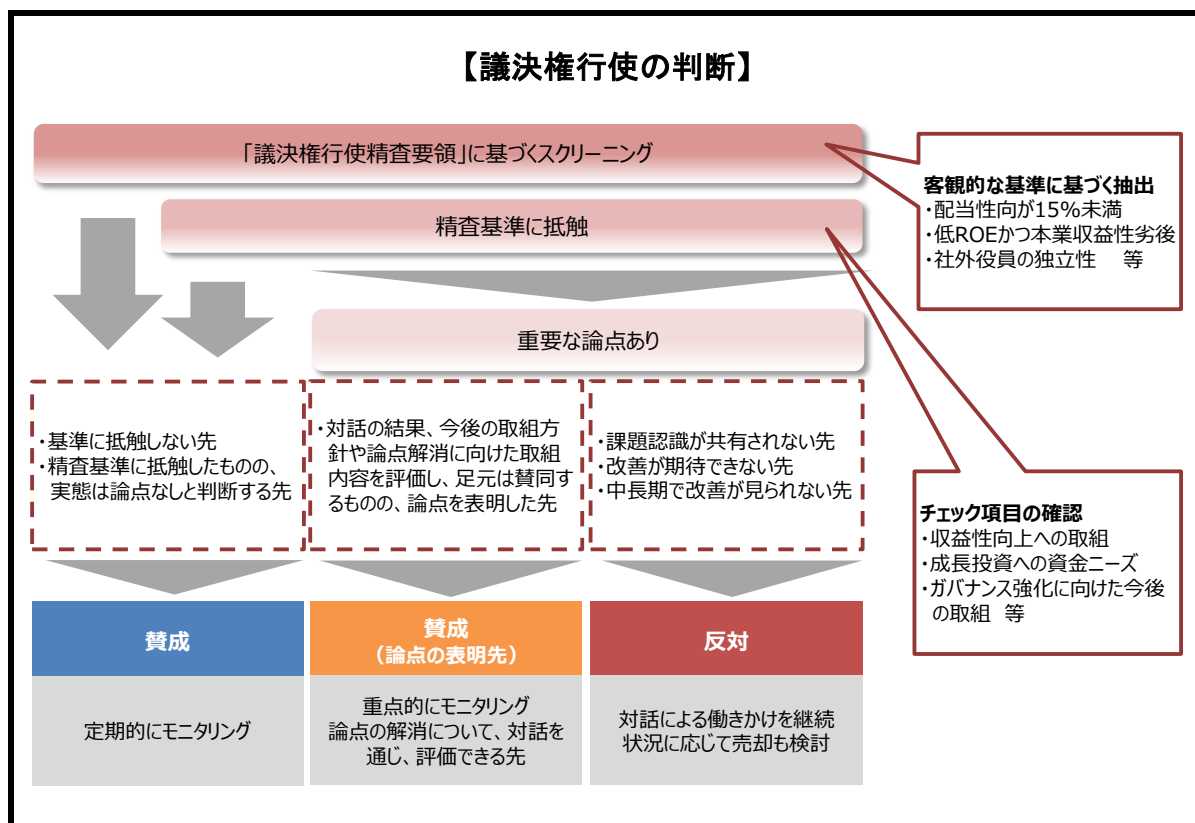 【議決権行使の判断】
「議決権行使精査要領」に基づくスクリーニング
精査基準に抵触
重要な論点あり
客観的な基準に基づく抽出
・配当性向が15%未満
・低ROEかつ本業収益性劣後
・社外役員の独立性　等
・基準に抵触しない先
・精査基準に抵触したものの、
実態は論点なしと判断する先
・対話の結果、今後の取組方
針や論点解消に向けた取組
内容を評価し、足元は賛同す
るものの、論点を表明した先
・課題認識が共有されない先
・改善が期待できない先
・中長期で改善が見られない先
チェック項目の確認
・収益性向上への取組
・成長投資への資金ニーズ
・ガバナンス強化に向けた今後
の取組　等
賛成
定期的にモニタリング
賛成
（論点の表明先）
重点的にモニタリング
論点の解消について、対話を
通じ、評価できる先
反対
対話による働きかけを継続
状況に応じて売却も検討